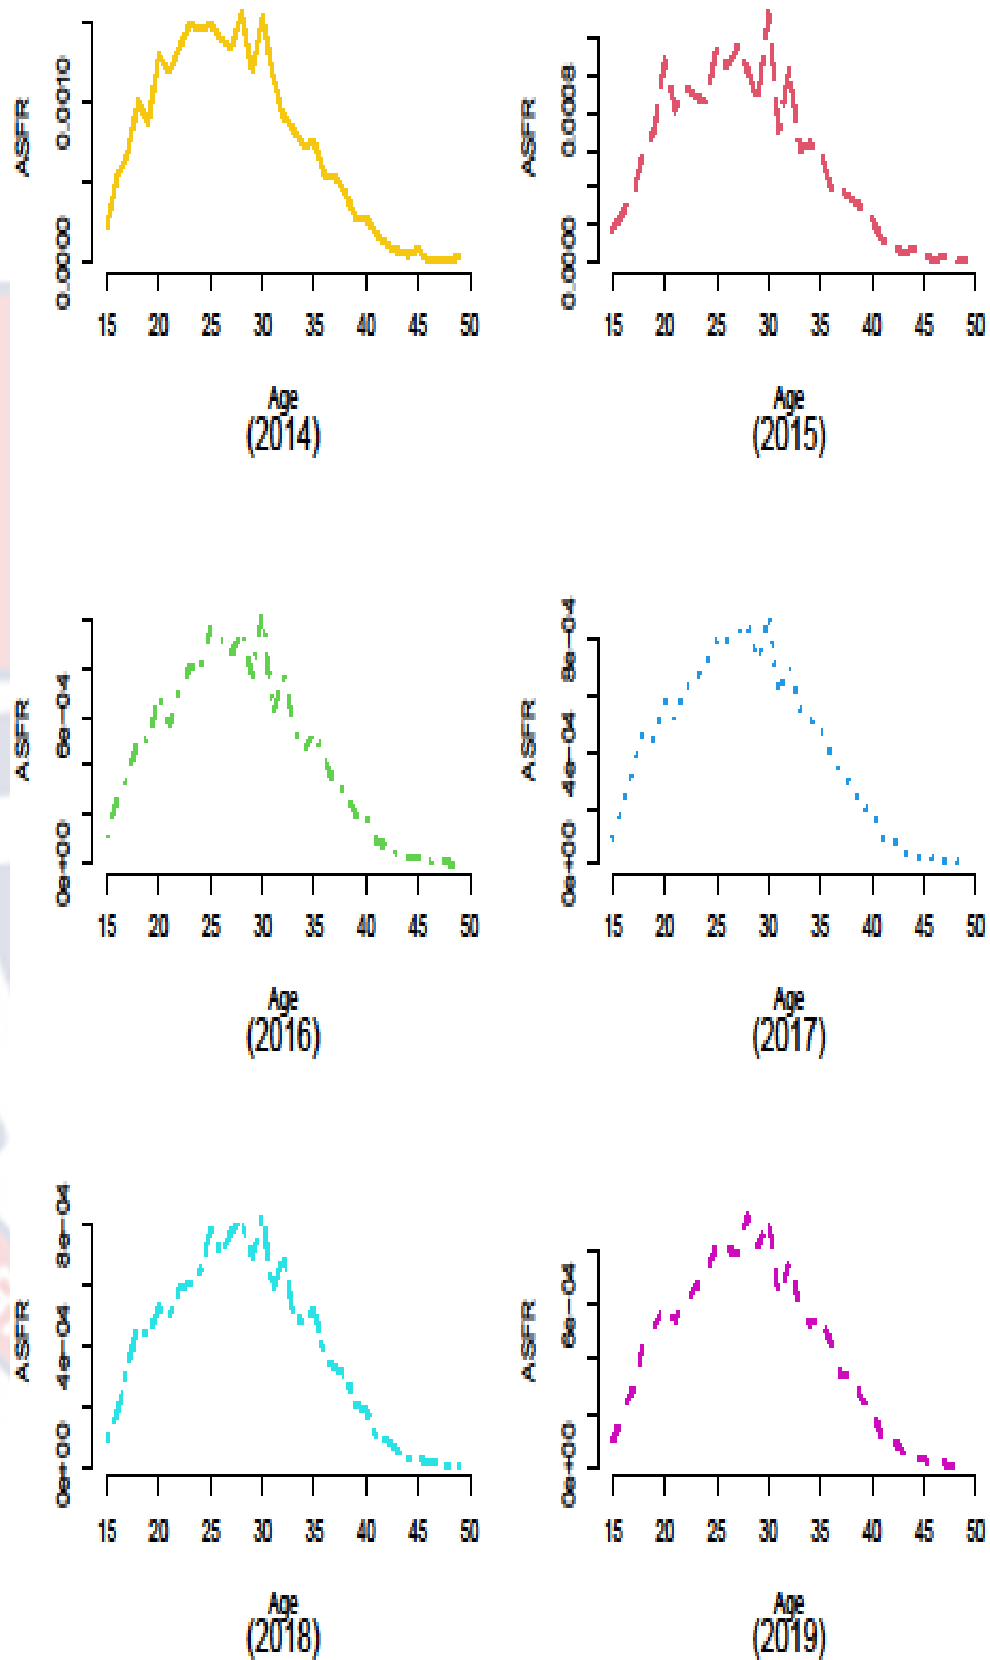 ASFR
0.0000 0.0010
15 20 25 30 35 40 45 50
Age
(2014)
ASFR
0.0000 0.0008
15 20 25 30 35 40 45 50
Age
(2015)
ASFR
0e+00 6e-04
15 20 25 30 35 40 45 50
Age
(2016)
ASFR
0e+00 4e-04 8e-04
15 20 25 30 35 40 45 50
Age
(2017)
ASFR
0e+00 4e-04 8e-04
15 20 25 30 35 40 45 50
Age
(2018)
ASFR
0e+00 6e-04
15 20 25 30 35 40 45 50
Age
(2019)